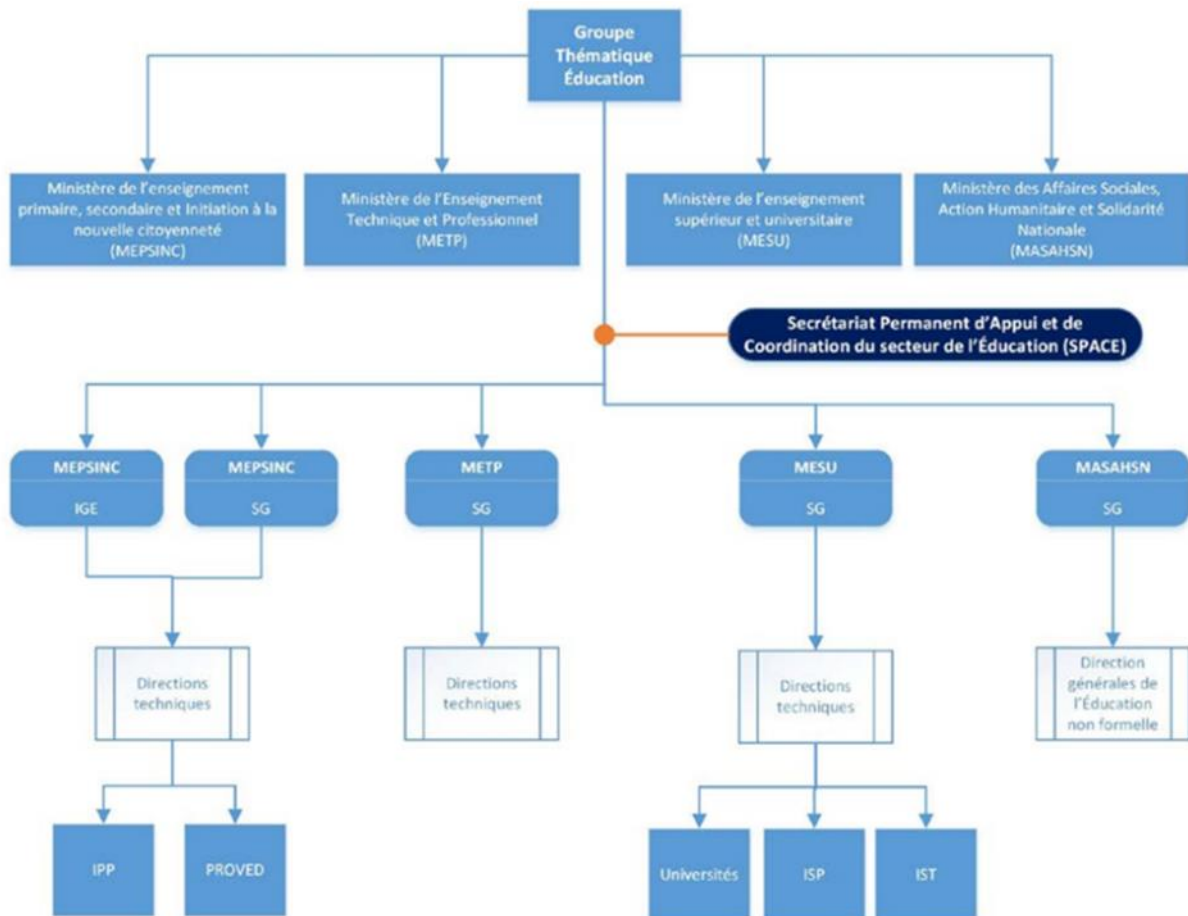 Groupe
Thématique
Éducation
Ministère de l'enseignement
primaire, secondaire et Initiation à la
nouvelle citoyenneté
(MEPSINC)
Ministère de l'Enseignement
Technique et Professionnel
(METP)
Ministère de l'enseignement
supérieur et universitaire
(MESU)
Ministère des Affaires Sociales,
Action Humanitaire et Solidarité
Nationale
(MASAHSN)
Secrétariat Permanent d'Appui et de
Coordination du secteur de l'Éducation (SPACE)
MEPSINC
IGE
MEPSINC
SG
METP
SG
MESU
SG
MASAHSN
SG
Directions
techniques
Directions
techniques
Directions
techniques
Direction
générales de
l'Éducation
non formelle
IPP
PROVED
Universités
ISP
IST